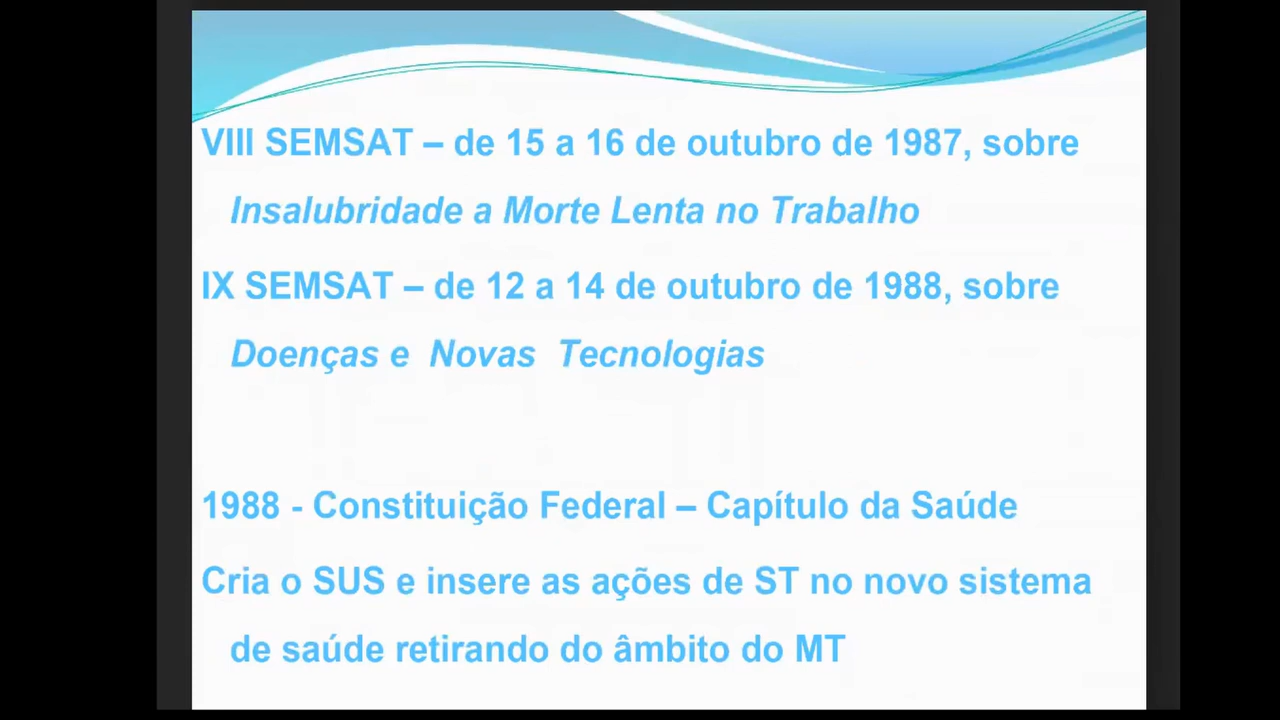 VIII SEMSAT – de 15 a 16 de outubro de 1987, sobre
Insalubridade a Morte Lenta no Trabalho
IX SEMSAT – de 12 a 14 de outubro de 1988, sobre
Doenças e Novas Tecnologias
1988 - Constituição Federal – Capítulo da Saúde
Cria o SUS e insere as ações de ST no novo sistema
de saúde retirando do âmbito do MT